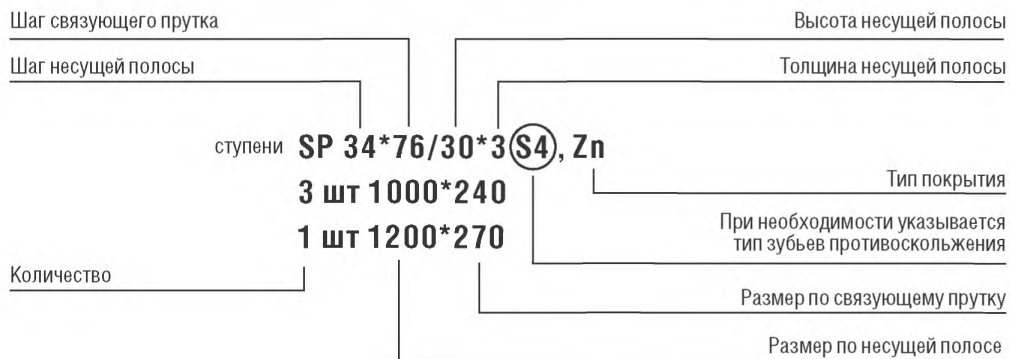 Шаг связующего прутка
Высота несущей полосы
Шаг несущей полосы
Толщина несущей полосы
ступени SP 34*76/30*3 S4, Zn
3 шт 1000*240
Тип покрытия
1 шт 1200*270
При необходимости указывается
тип зубьев противоскольжения
Количество
Размер по связующему прутку
Размер по несущей полосе